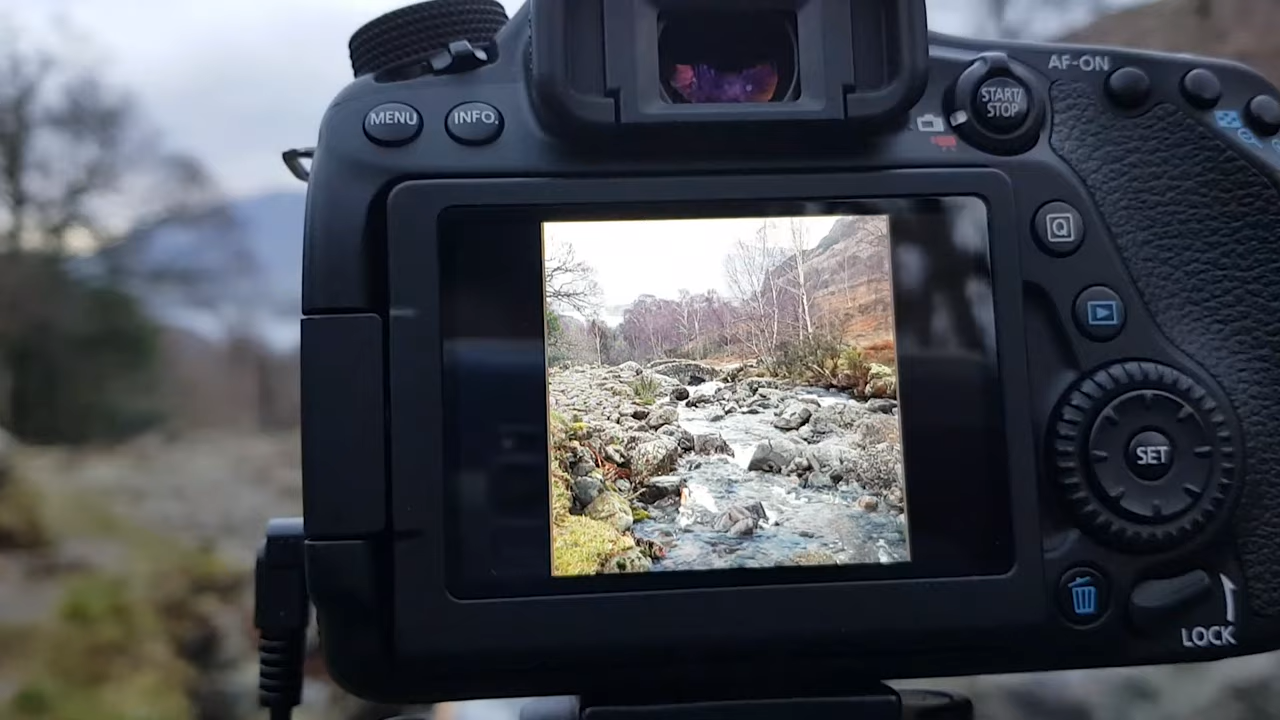 MENU
INFO.
START/
STOP
AF-ON
Q
SET
LOCK